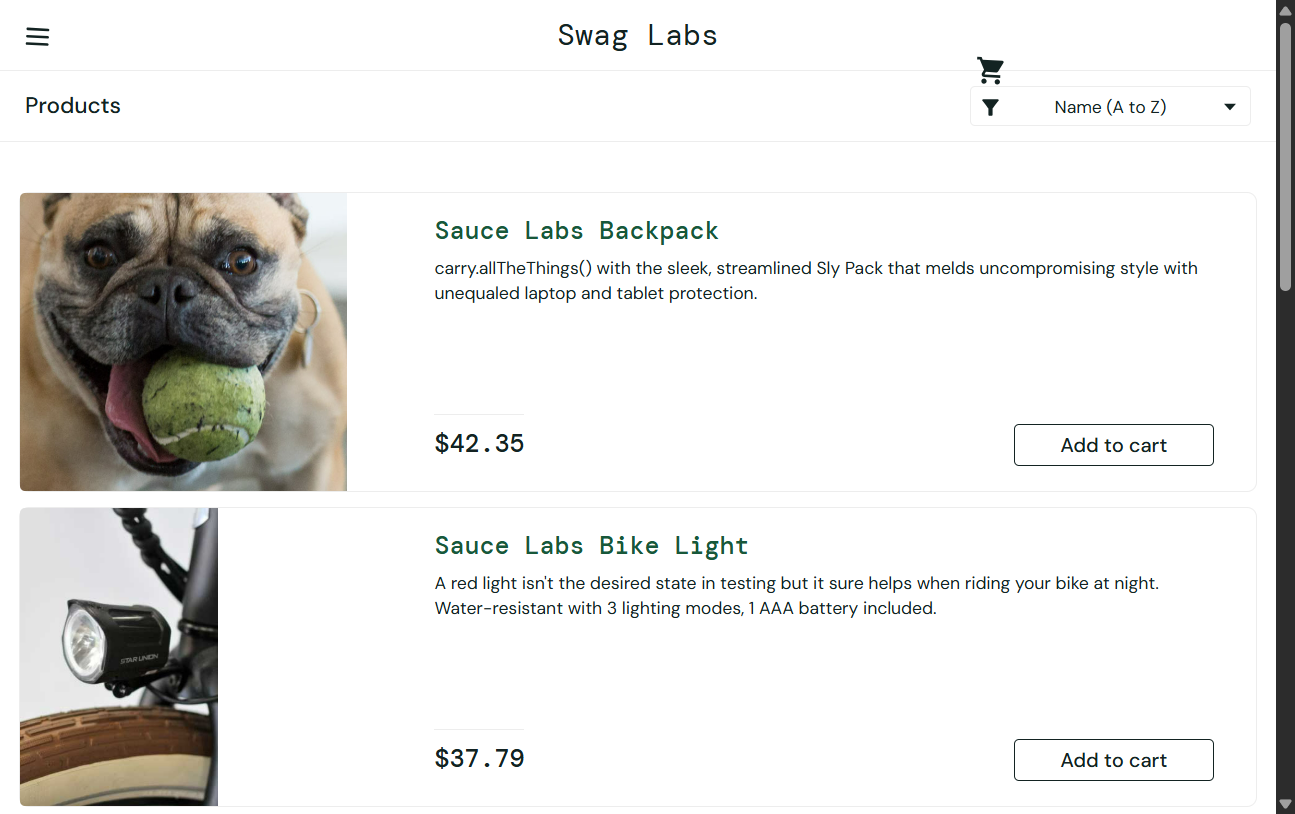 Swag Labs
Products
Name (A to Z)
Sauce Labs Backpack
carry.allTheThings() with the sleek, streamlined Sly Pack that melds uncompromising style with
unequaled laptop and tablet protection.
$42.35
Add to cart
STAR UNION
Sauce Labs Bike Light
A red light isn't the desired state in testing but it sure helps when riding your bike at night.
Water-resistant with 3 lighting modes, 1 AAA battery included.
$37.79
Add to cart